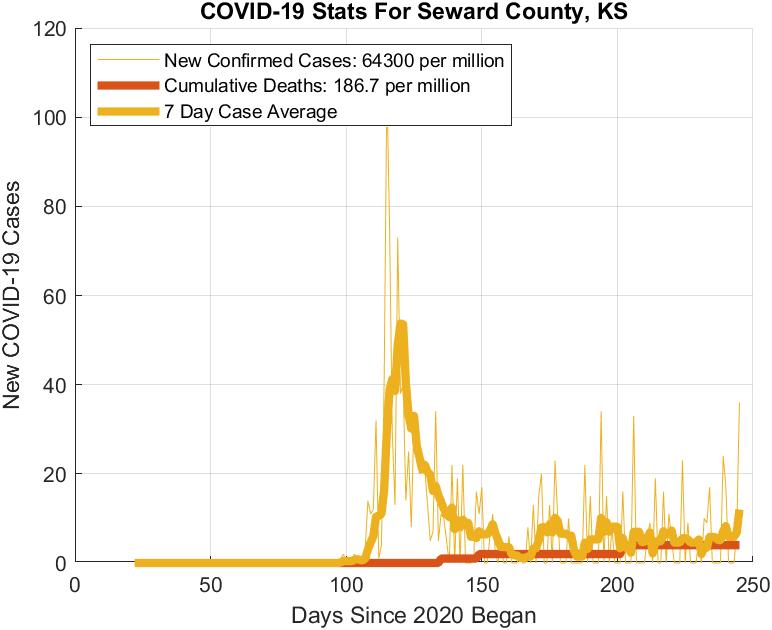 COVID-19 Stats For Seward County, KS
120
100
80
60
40
20
0
New COVID-19 Cases
New Confirmed Cases: 64300 per million
Cumulative Deaths: 186.7 per million
7 Day Case Average
0
50
100
150
200
250
Days Since 2020 Began